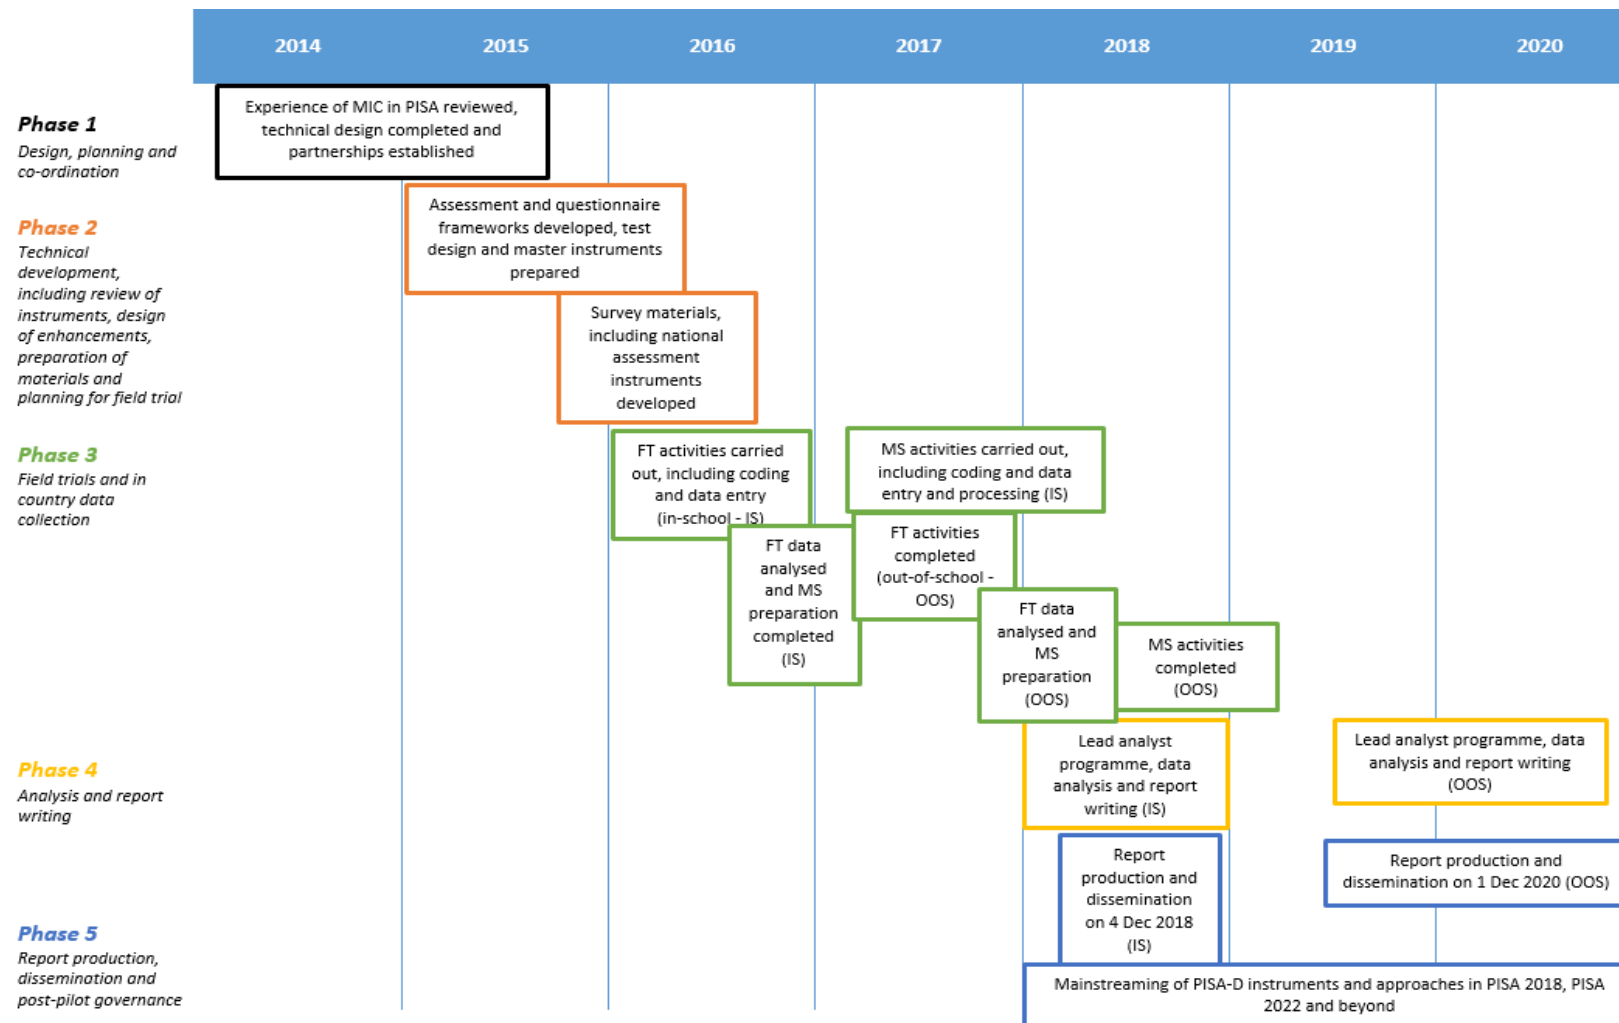 2014 2015 2016 2017 2018 2019 2020
Phase 1
Design, planning and
co-ordination
Experience of MIC in PISA reviewed,
technical design completed and
partnerships established
Phase 2
Technical
development,
including review of
instruments, design
of enhancements,
preparation of
materials and
planning for field trial
Assessment and questionnaire
frameworks developed, test
design and master instruments
prepared
Survey materials,
including national
assessment
instruments
developed
Phase 3
Field trials and in
country data
collection
FT activities carried
out, including coding
and data entry
(in-school - IS)
FT data
analysed
and MS
preparation
completed
(IS)
MS activities carried out,
including coding and data
entry and processing (IS)
FT activities
completed
(out-of-school -
OOS)
FT data
analysed and
MS
preparation
(OOS)
MS activities
completed
(OOS)
Phase 4
Analysis and report
writing
Lead analyst
programme, data
analysis and report
writing (IS)
Lead analyst programme, data
analysis and report writing
(OOS)
Phase 5
Report production,
dissemination and
post-pilot governance
Report
production and
dissemination
on 4 Dec 2018
(IS)
Report production and
dissemination on 1 Dec 2020 (OOS)
Mainstreaming of PISA-D instruments and approaches in PISA 2018, PISA
2022 and beyond